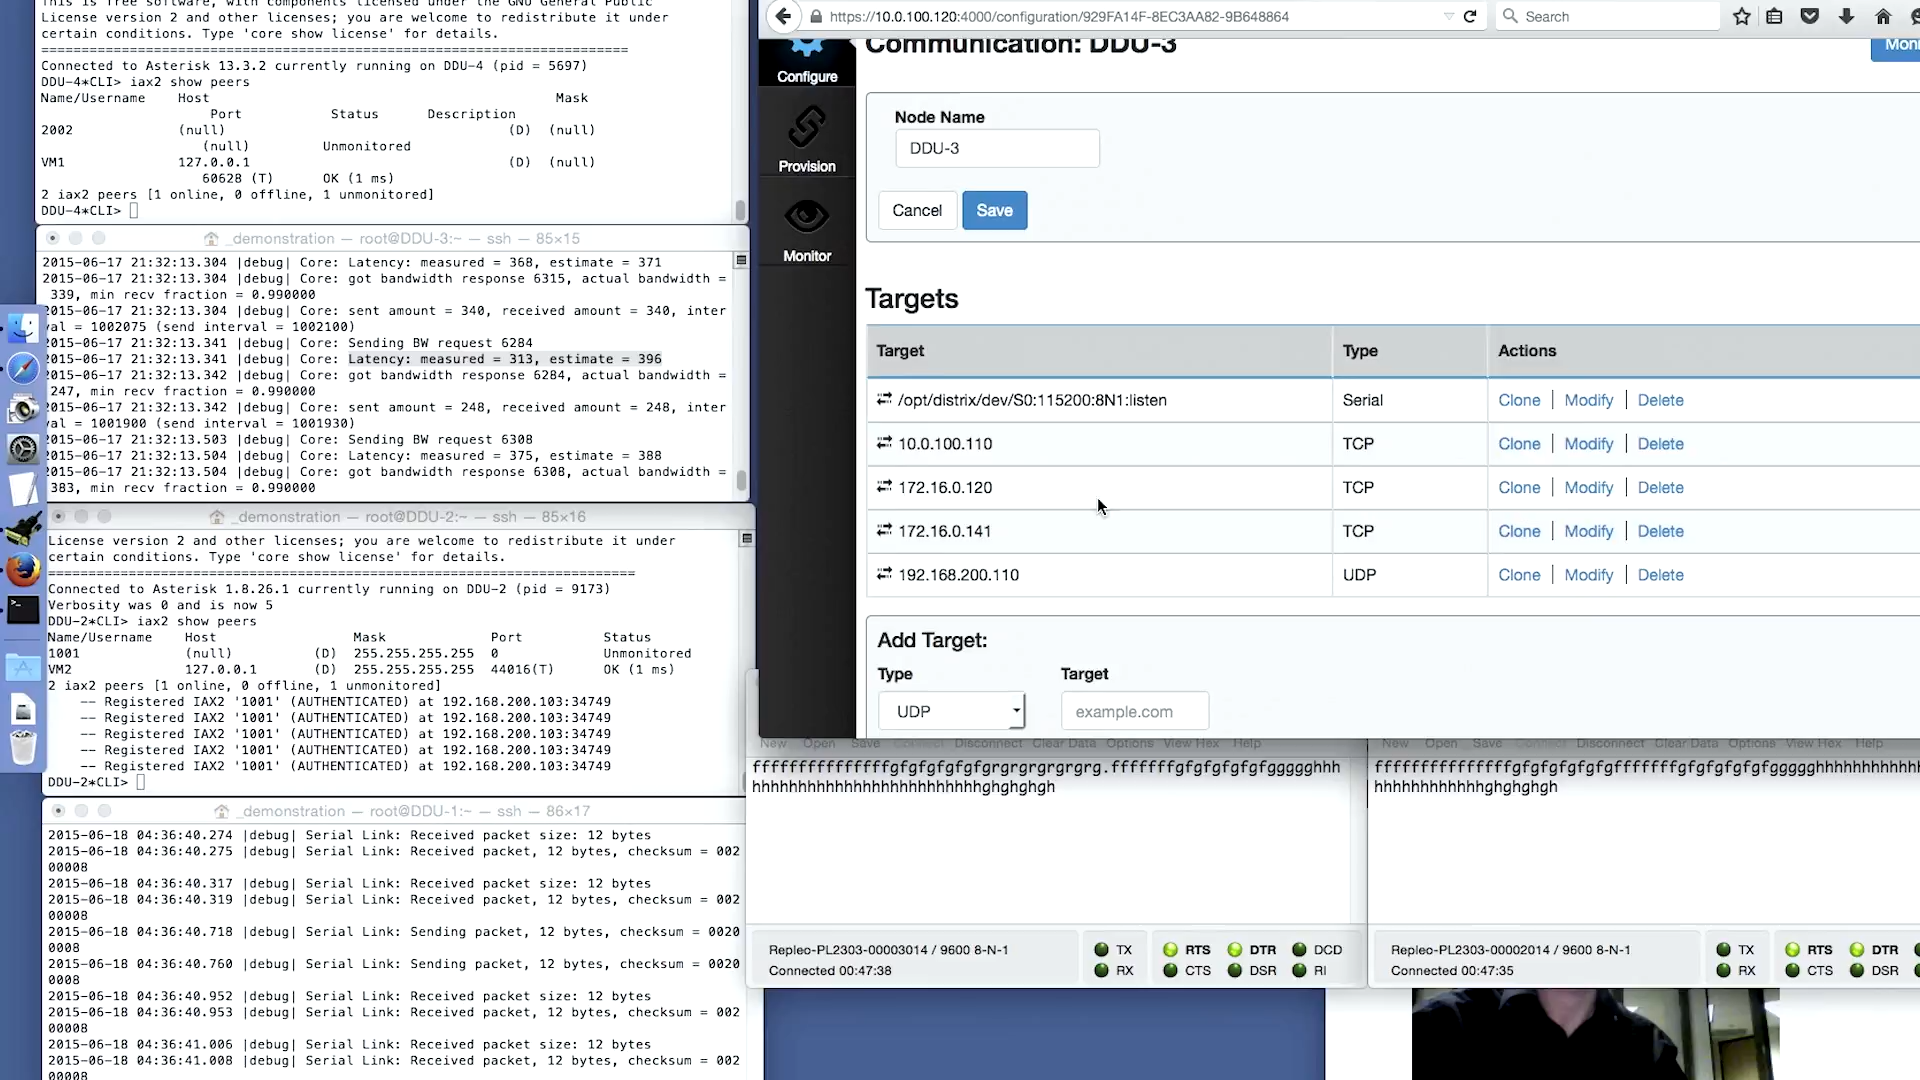 This is free software, with components licensed under the GNU General Public
License version 2 and other licenses; you are welcome to redistribute it under
certain conditions. Type 'core show license' for details.
=========================================================================
Connected to Asterisk 13.3.2 currently running on DDU-4 (pid = 5697)
DDU-4*CLI> iax2 show peers
Name/Username    Host                                           Mask
Port           Status      Description
2002             (null)                                   (D)  (null)
(null)         Unmonitored
VM1              127.0.0.1                                (D)  (null)
60628 (T)      OK (1 ms)
2 iax2 peers [1 online, 0 offline, 1 unmonitored]
DDU-4*CLI>
_demonstration — root@DDU-3:~ — ssh — 85×15
2015-06-17 21:32:13.304 |debug| Core: Latency: measured = 368, estimate = 371
2015-06-17 21:32:13.304 |debug| Core: got bandwidth response 6315, actual bandwidth =
339, min recv fraction = 0.990000
2015-06-17 21:32:13.304 |debug| Core: sent amount = 340, received amount = 340, inter
val = 1002075 (send interval = 1002100)
2015-06-17 21:32:13.341 |debug| Core: Sending BW request 6284
2015-06-17 21:32:13.341 |debug| Core: Latency: measured = 313, estimate = 396
2015-06-17 21:32:13.342 |debug| Core: got bandwidth response 6284, actual bandwidth =
247, min recv fraction = 0.990000
2015-06-17 21:32:13.342 |debug| Core: sent amount = 248, received amount = 248, inter
val = 1001900 (send interval = 1001930)
2015-06-17 21:32:13.503 |debug| Core: Sending BW request 6308
2015-06-17 21:32:13.504 |debug| Core: Latency: measured = 375, estimate = 388
2015-06-17 21:32:13.504 |debug| Core: got bandwidth response 6308, actual bandwidth =
383, min recv fraction = 0.990000
_demonstration — root@DDU-2:~ — ssh — 85×16
License version 2 and other licenses; you are welcome to redistribute it under
certain conditions. Type 'core show license' for details.
=========================================================================
Connected to Asterisk 1.8.26.1 currently running on DDU-2 (pid = 9173)
Verbosity was 0 and is now 5
DDU-2*CLI> iax2 show peers
Name/Username    Host                 Mask             Port          Status
1001             (null)          (D)  255.255.255.255  0             Unmonitored
VM2              127.0.0.1       (D)  255.255.255.255  44016(T)      OK (1 ms)
2 iax2 peers [1 online, 0 offline, 1 unmonitored]
-- Registered IAX2 '1001' (AUTHENTICATED) at 192.168.200.103:34749
-- Registered IAX2 '1001' (AUTHENTICATED) at 192.168.200.103:34749
-- Registered IAX2 '1001' (AUTHENTICATED) at 192.168.200.103:34749
-- Registered IAX2 '1001' (AUTHENTICATED) at 192.168.200.103:34749
-- Registered IAX2 '1001' (AUTHENTICATED) at 192.168.200.103:34749
DDU-2*CLI>
_demonstration — root@DDU-1:~ — ssh — 86×17
2015-06-18 04:36:40.274 |debug| Serial Link: Received packet size: 12 bytes
2015-06-18 04:36:40.275 |debug| Serial Link: Received packet, 12 bytes, checksum = 002
00008
2015-06-18 04:36:40.317 |debug| Serial Link: Received packet size: 12 bytes
2015-06-18 04:36:40.319 |debug| Serial Link: Received packet, 12 bytes, checksum = 002
00008
2015-06-18 04:36:40.718 |debug| Serial Link: Sending packet, 12 bytes, checksum = 0020
0008
2015-06-18 04:36:40.760 |debug| Serial Link: Sending packet, 12 bytes, checksum = 0020
0008
2015-06-18 04:36:40.952 |debug| Serial Link: Received packet size: 12 bytes
2015-06-18 04:36:40.953 |debug| Serial Link: Received packet, 12 bytes, checksum = 002
00008
2015-06-18 04:36:41.006 |debug| Serial Link: Received packet size: 12 bytes
2015-06-18 04:36:41.008 |debug| Serial Link: Received packet, 12 bytes, checksum = 002
00008
https://10.0.100.120:4000/configuration/929FA14F-8EC3AA82-9B648864
Search
Configure
Provision
Monitor
Communication: DDU-3
Moni
Node Name
DDU-3
Cancel Save
Targets
Target Type Actions
/opt/distrix/dev/S0:115200:8N1:listen Serial Clone | Modify | Delete
10.0.100.110 TCP Clone | Modify | Delete
172.16.0.120 TCP Clone | Modify | Delete
172.16.0.141 TCP Clone | Modify | Delete
192.168.200.110 UDP Clone | Modify | Delete
Add Target:
Type Target
UDP example.com
New Open Save Connect Disconnect Clear Data Options View Hex Help
fffffffffffffffgfgfgfgfgfgrgrgrgrgrg.fffffffgfgfgfgfgfgggggghhh
hhhhhhhhhhhhhhhhhhhhhhhhhghghghgh
Repleo-PL2303-00003014 / 9600 8-N-1
Connected 00:47:38
TX RTS DTR DCD
RX CTS DSR RI
New Open Save Connect Disconnect Clear Data Options View Hex Help
fffffffffffffffgfgfgfgfgfgfffffffgfgfgfgfgfgggggghhhhhhhhhhh
hhhhhhhhhhhhghghghgh
Repleo-PL2303-00002014 / 9600 8-N-1
Connected 00:47:35
TX RTS DTR
RX CTS DSR